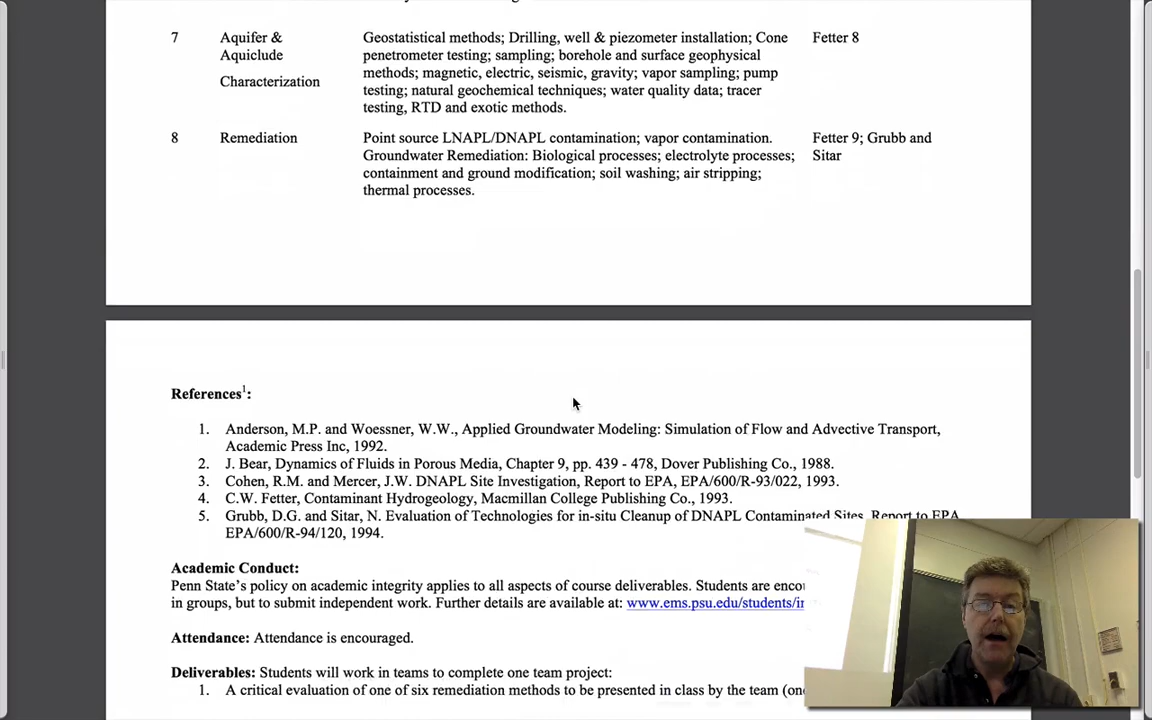 7 Aquifer & Geostatistical methods; Drilling, well & piezometer installation; Cone Fetter 8
Aquiclude penetrometer testing; sampling; borehole and surface geophysical
Characterization methods; magnetic, electric, seismic, gravity; vapor sampling; pump
testing; natural geochemical techniques; water quality data; tracer
testing, RTD and exotic methods.
8 Remediation Point source LNAPL/DNAPL contamination; vapor contamination. Fetter 9; Grubb and
Groundwater Remediation: Biological processes; electrolyte processes; Sitar
containment and ground modification; soil washing; air stripping;
thermal processes.
References1:
1. Anderson, M.P. and Woessner, W.W., Applied Groundwater Modeling: Simulation of Flow and Advective Transport,
Academic Press Inc, 1992.
2. J. Bear, Dynamics of Fluids in Porous Media, Chapter 9, pp. 439 - 478, Dover Publishing Co., 1988.
3. Cohen, R.M. and Mercer, J.W. DNAPL Site Investigation, Report to EPA, EPA/600/R-93/022, 1993.
4. C.W. Fetter, Contaminant Hydrogeology, Macmillan College Publishing Co., 1993.
5. Grubb, D.G. and Sitar, N. Evaluation of Technologies for in-situ Cleanup of DNAPL Contaminated Sites, Report to EPA
EPA/600/R-94/120, 1994.
Academic Conduct:
Penn State's policy on academic integrity applies to all aspects of course deliverables. Students are
in groups, but to submit independent work. Further details are available at: www.ems.psu.edu/students/
Attendance: Attendance is encouraged.
Deliverables: Students will work in teams to complete one team project:
1. A critical evaluation of one of six remediation methods to be presented in class by the team